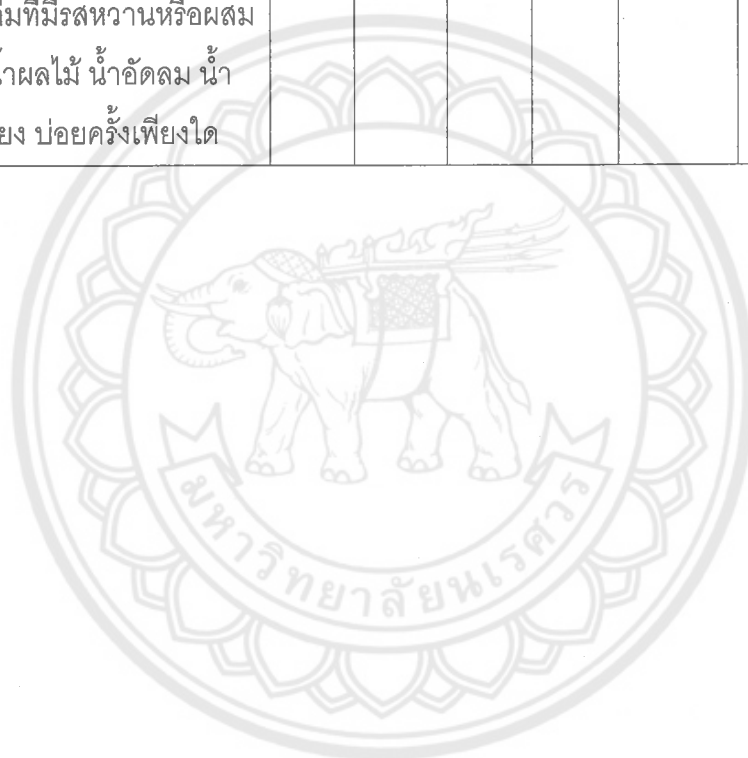 ที่มีรสหวานหรือผสม
ผลไม้ น้ำอัดลม น้ำ
บ่อยครั้งเพียงใด
มหาวิทยาลัยนเรศวร